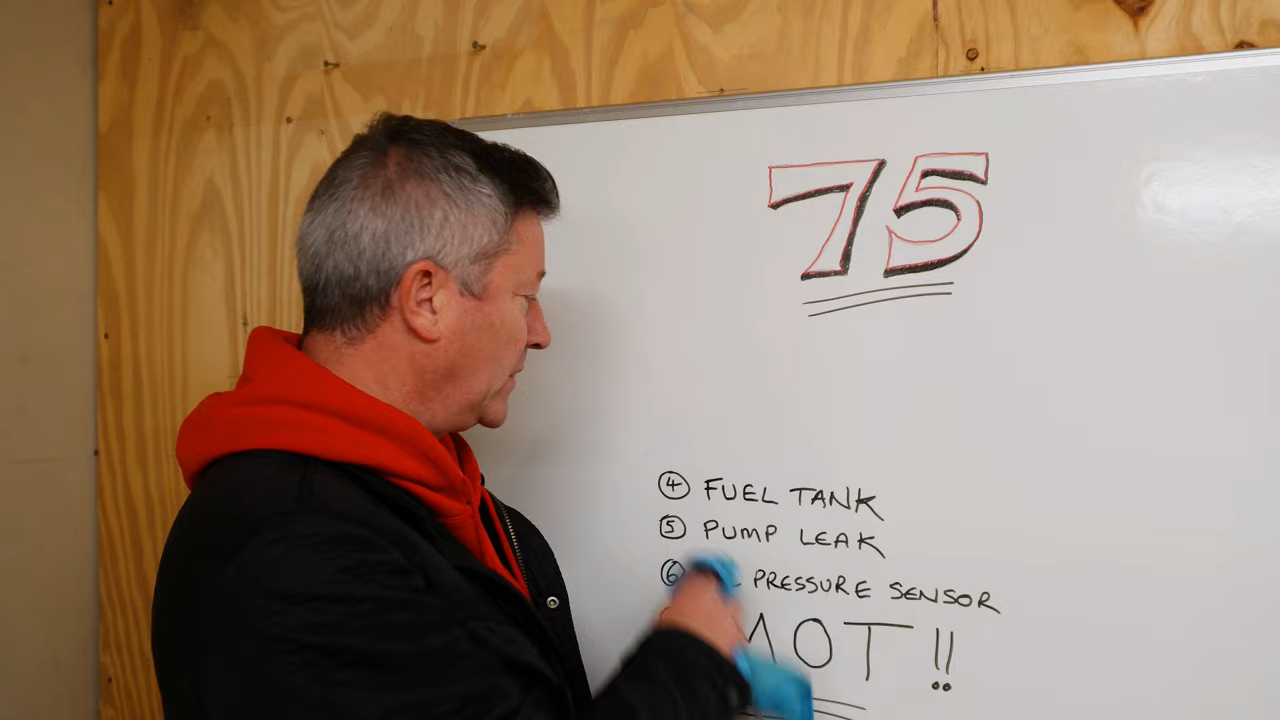 75
④ FUEL TANK
⑤ PUMP LEAK
⑥ PRESSURE SENSOR
MOT !!